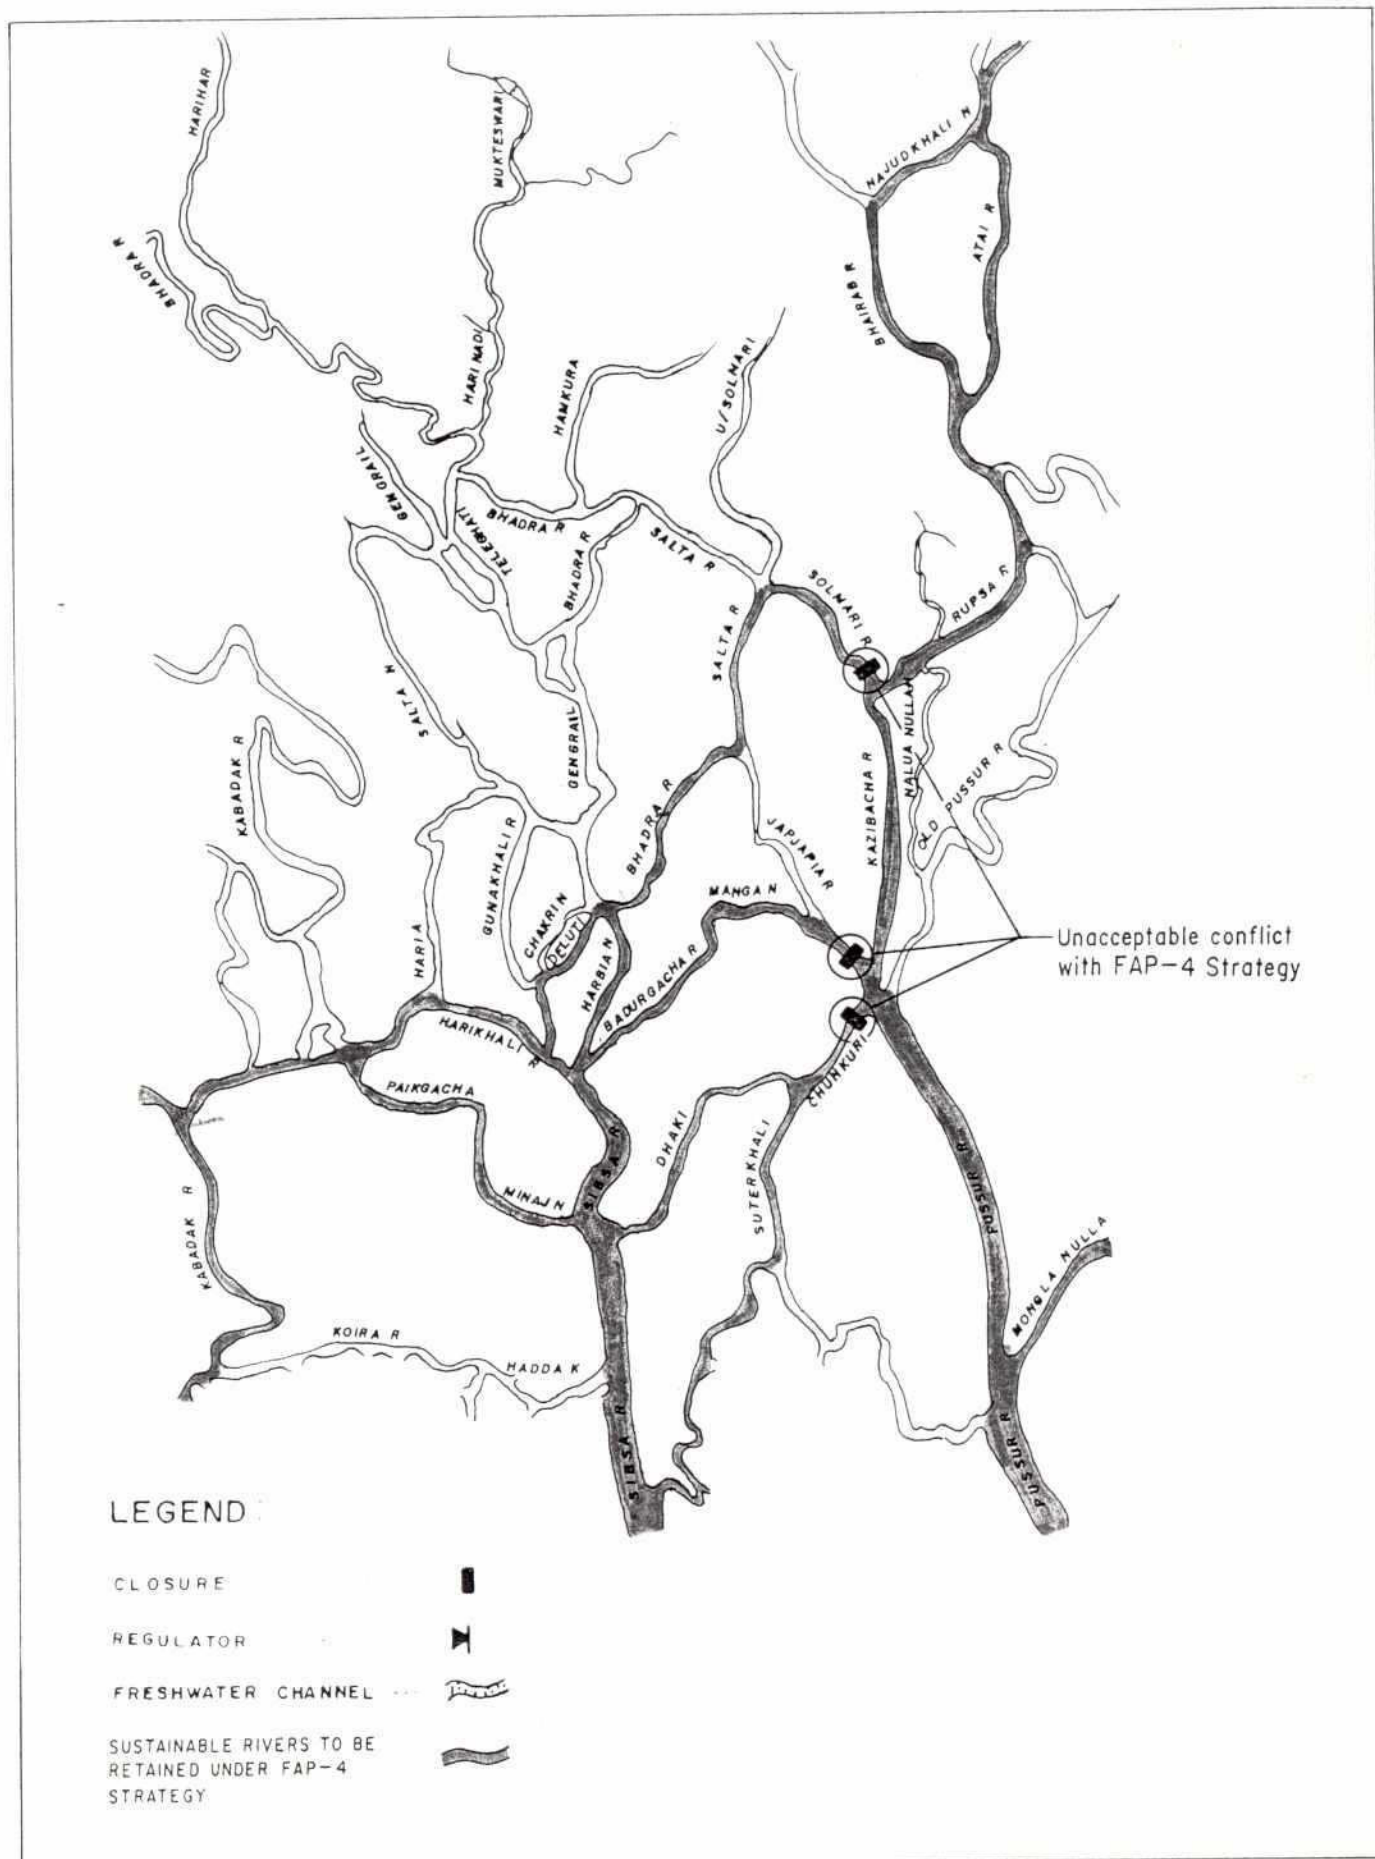 HARIHAR
MUKTESWARI
HAJUDKHALI N
ATAI R
BHADRA R
BHAIRAB R
HARI NADI
HAMKURA
U/SOLMARI
GENGRAIL
TELEGHATI
BHADRA R
BHADRA R
SALTA R
SOLMARI R
RUPSA R
SALTA R
SALTA N
NALUA NULLAH
KABADAK R
GENGRAIL
KAZIBACHA R
OLD PUSSUR R
BHADRA R
JAPJAPIA R
GUNAKHALI R
MANGA N
CHAKRI N
DELUTI
HARIA
HARBIA N
BADURGACHA R
Unacceptable conflict
with FAP-4 Strategy
HARIKHALI R
CHUNKURI
PAIKGACHA
DHAKI
SIBSA R
MINAJ N
SUTERKHALI
PUSSUR R
KABADAK R
MONGLA NULLA
KOIRA R
HADDA K
SIBSA R
PUSSUR R
LEGEND
CLOSURE
REGULATOR
FRESHWATER CHANNEL
SUSTAINABLE RIVERS TO BE
RETAINED UNDER FAP-4
STRATEGY